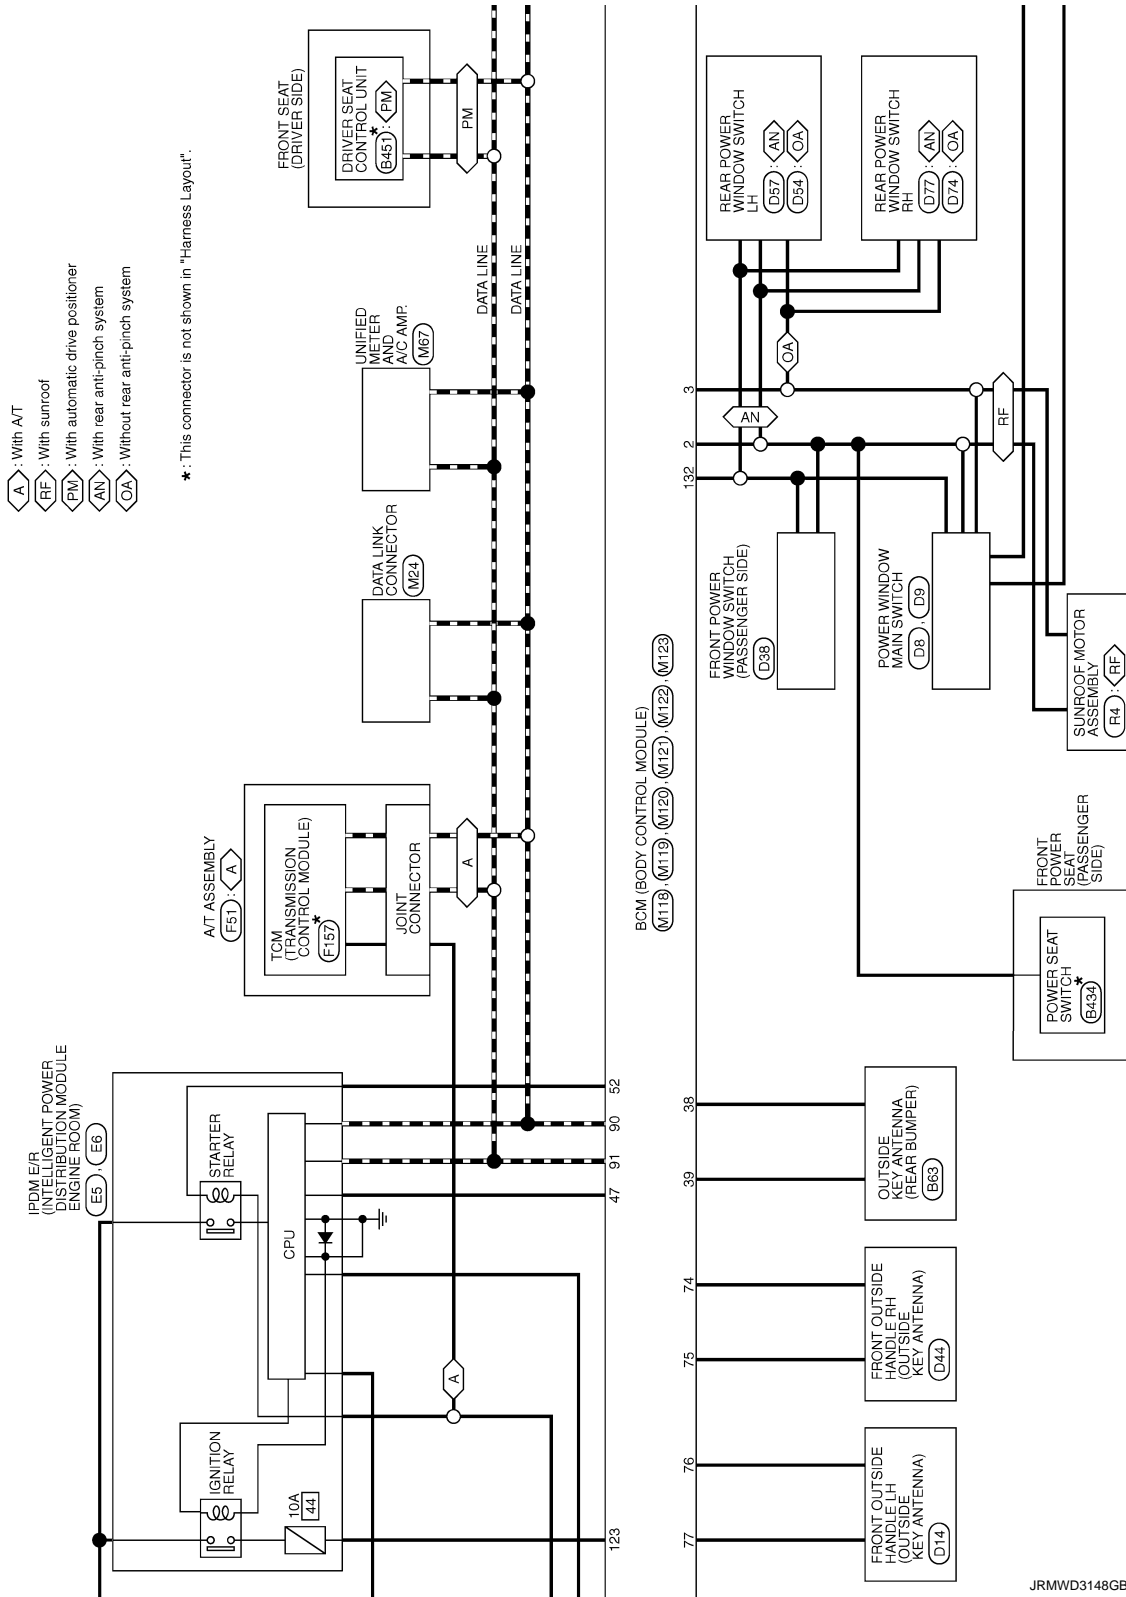 A : With A/T
RF : With sunroof
PM : With automatic drive positioner
AN : With rear anti-pinch system
OA : Without rear anti-pinch system
* : This connector is not shown in "Harness Layout".
IPDM E/R
(INTELLIGENT POWER
DISTRIBUTION MODULE
ENGINE ROOM)
E5 , E6
IGNITION
RELAY
10A
44
STARTER
RELAY
CPU
A
A/T ASSEMBLY
F51 : A
TCM
(TRANSMISSION
CONTROL MODULE)
*
F157
JOINT
CONNECTOR
A
DATA LINK
CONNECTOR
M24
UNIFIED
METER
AND
A/C AMP.
M67
DATA LINE
DATA LINE
FRONT SEAT
(DRIVER SIDE)
DRIVER SEAT
CONTROL UNIT
*
B451 : PM
PM
123
47
91
90
52
BCM (BODY CONTROL MODULE)
M118 , M119 , M120 , M121 , M122 , M123
77
76
75
74
39
38
132
2
3
FRONT OUTSIDE
HANDLE LH
(OUTSIDE
KEY ANTENNA)
D14
FRONT OUTSIDE
HANDLE RH
(OUTSIDE
KEY ANTENNA)
D44
OUTSIDE
KEY ANTENNA
(REAR BUMPER)
B63
FRONT
POWER
SEAT
(PASSENGER
SIDE)
POWER SEAT
SWITCH
*
B434
FRONT POWER
WINDOW SWITCH
(PASSENGER SIDE)
D38
POWER WINDOW
MAIN SWITCH
D8 , D9
SUNROOF MOTOR
ASSEMBLY
R4 : RF
AN
OA
RF
REAR POWER
WINDOW SWITCH
LH
D57 : AN
D54 : OA
REAR POWER
WINDOW SWITCH
RH
D77 : AN
D74 : OA
JRMWD3148GB